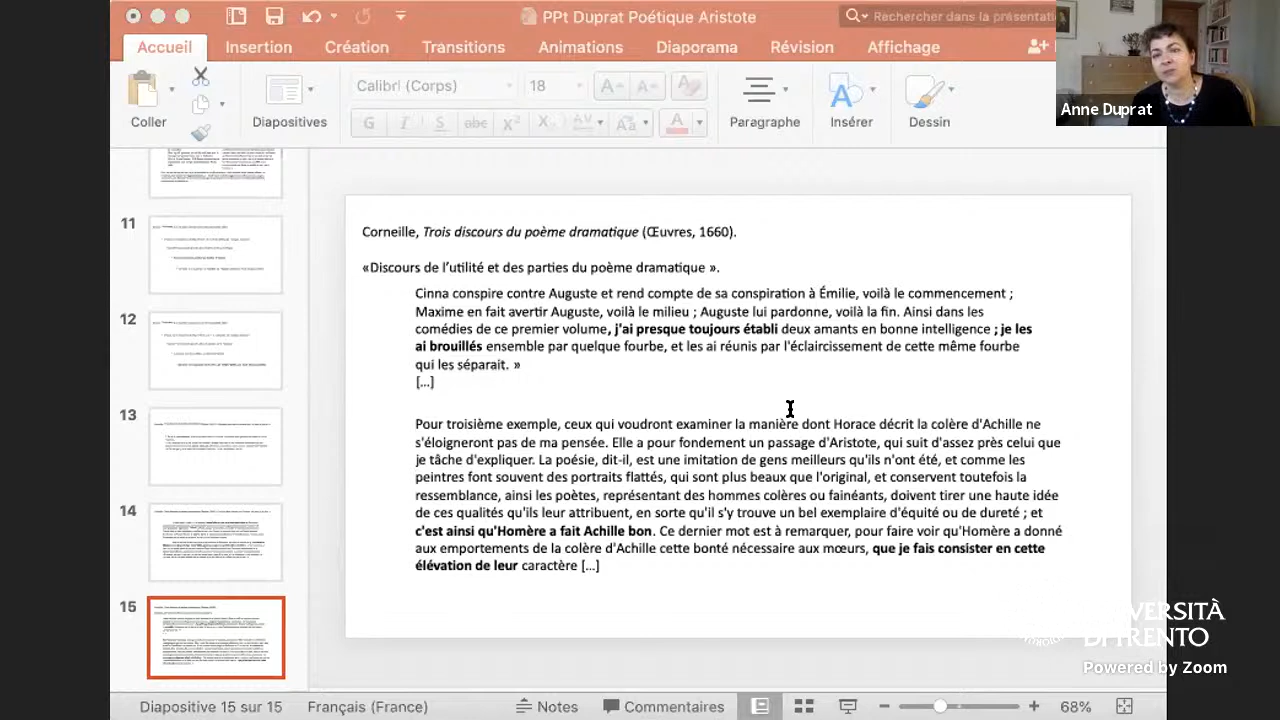 PPt Duprat Poétique Aristote
Rechercher dans la présentati
Accueil
Insertion
Création
Transitions
Animations
Diaporama
Révision
Affichage
Coller
Diapositives
Calibri (Corps)
18
Paragraphe
Insérer
Dessin
Anne Duprat
11
12
13
14
15
Corneille, Trois discours du poème dramatique (Œuvres, 1660).
«Discours de l'utilité et des parties du poème dramatique ».
Cinna conspire contre Auguste et rend compte de sa conspiration à Émilie, voilà le commencement ;
Maxime en fait avertir Auguste, voilà le milieu ; Auguste lui pardonne, voilà la fin. Ainsi dans les
comédies de ce premier volume, j'ai presque toujours établi deux amants en bonne intelligence ; je les
ai brouillés ensemble par quelque fourbe, et les ai réunis par l'éclaircissement de cette même fourbe
qui les séparait. »
[...]
Pour troisième exemple, ceux qui voudront examiner la manière dont Horace décrit la colère d'Achille ne
s'éloigneront pas de ma pensée. Elle a pour fondement un passage d'Aristote, qui suit d'assez près celui que
je tâche d'expliquer. La poésie, dit-il, est une imitation de gens meilleurs qu'ils n'ont été, et comme les
peintres font souvent des portraits flattés, qui sont plus beaux que l'original, et conservent toutefois la
ressemblance, ainsi les poètes, représentant des hommes colères ou fainéants, doivent tirer une haute idée
de ces qualités qu'ils leur attribuent, en sorte qu'il s'y trouve un bel exemplaire d'équité ou de dureté ; et
c'est ainsi qu'Homère a fait Achille bon. Ce dernier mot est à remarquer, pour faire voir qu'Homère a donné
aux emportements de la colère d'Achille cette bonté nécessaire aux mœurs, que je fais consister en cette
élévation de leur caractère [...]
Powered by Zoom
Diapositive 15 sur 15
Français (France)
Notes
Commentaires
68%